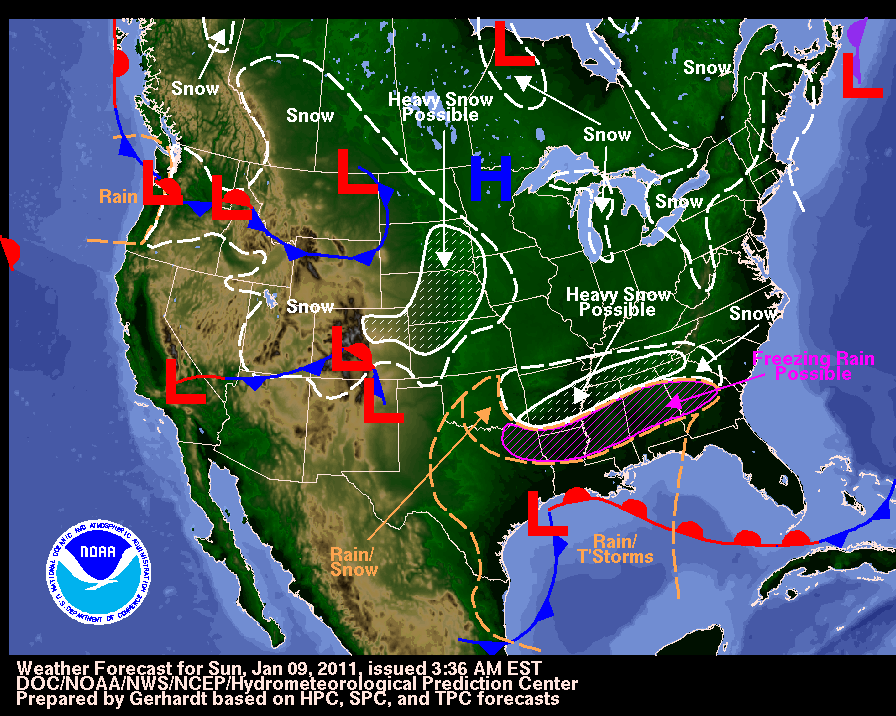 L
Snow
Snow
Snow
Heavy Snow
Possible
L
Snow
L
L
L
H
Rain
Snow
Snow
Heavy Snow
Possible
Snow
L
L
L
Freezing Rain
Possible
L
Rain/
Snow
Rain/
T'Storms
NOAA
NATIONAL OCEANIC AND ATMOSPHERIC ADMINISTRATION
U.S. DEPARTMENT OF COMMERCE
Weather Forecast for Sun, Jan 09, 2011, issued 3:36 AM EST
DOC/NOAA/NWS/NCEP/Hydrometeorological Prediction Center
Prepared by Gerhardt based on HPC, SPC, and TPC forecasts